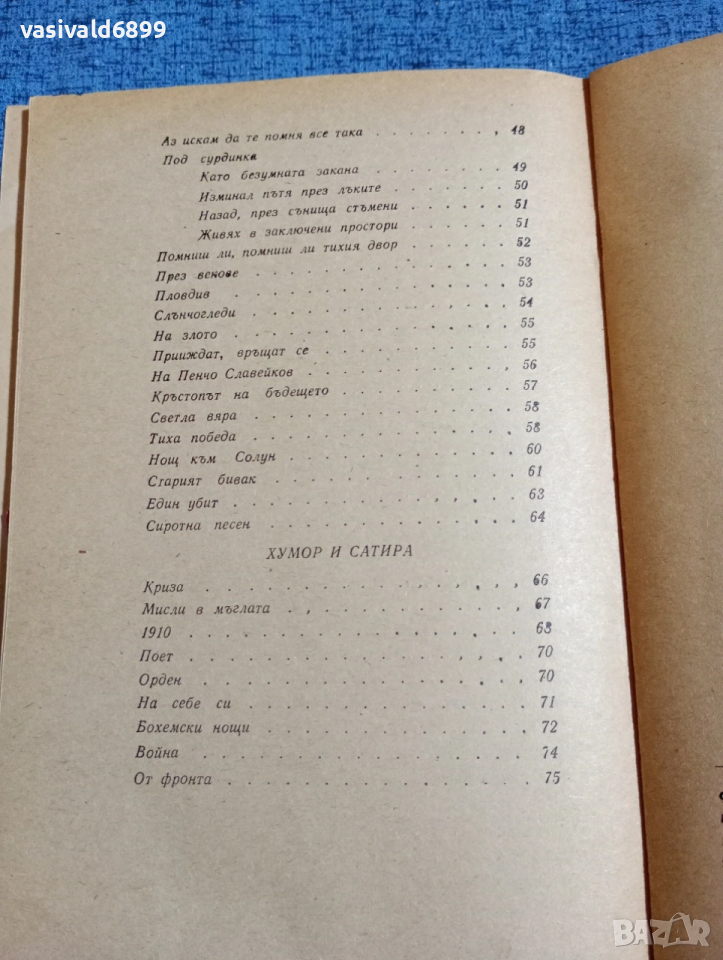 vasivald6899
Аз искам да те помня все така . . . . . . . 48
Под сурдинка
Като безумната закана . . . . . . . 49
Изминал пътя през лъките . . . . . . 50
Назад, през сънища стъмени . . . . . 51
Живях в заключени простори . . . . . 51
Помниш ли, помниш ли тихия двор . . . . . 52
През векове . . . . . . . . . . . . 53
Пловдив . . . . . . . . . . . . . 53
Слънчогледи . . . . . . . . . . . . 54
На злото . . . . . . . . . . . . . 55
Прииждат, връщат се . . . . . . . . . 55
На Пенчо Славейков . . . . . . . . . 56
Кръстопът на бъдещето . . . . . . . . 57
Светла вяра . . . . . . . . . . . . 58
Тиха победа . . . . . . . . . . . . 58
Нощ към Солун . . . . . . . . . . . 60
Старият бивак . . . . . . . . . . . 61
Един убит . . . . . . . . . . . . . 63
Сиротна песен . . . . . . . . . . . 64
ХУМОР И САТИРА
Криза . . . . . . . . . . . . . . 66
Мисли в мъглата . . . . . . . . . . 67
1910 . . . . . . . . . . . . . . 68
Поет . . . . . . . . . . . . . . 70
Орден . . . . . . . . . . . . . . 70
На себе си . . . . . . . . . . . . 71
Бохемски нощи . . . . . . . . . . . 72
Война . . . . . . . . . . . . . . 74
От фронта . . . . . . . . . . . . . 75
BAZAR